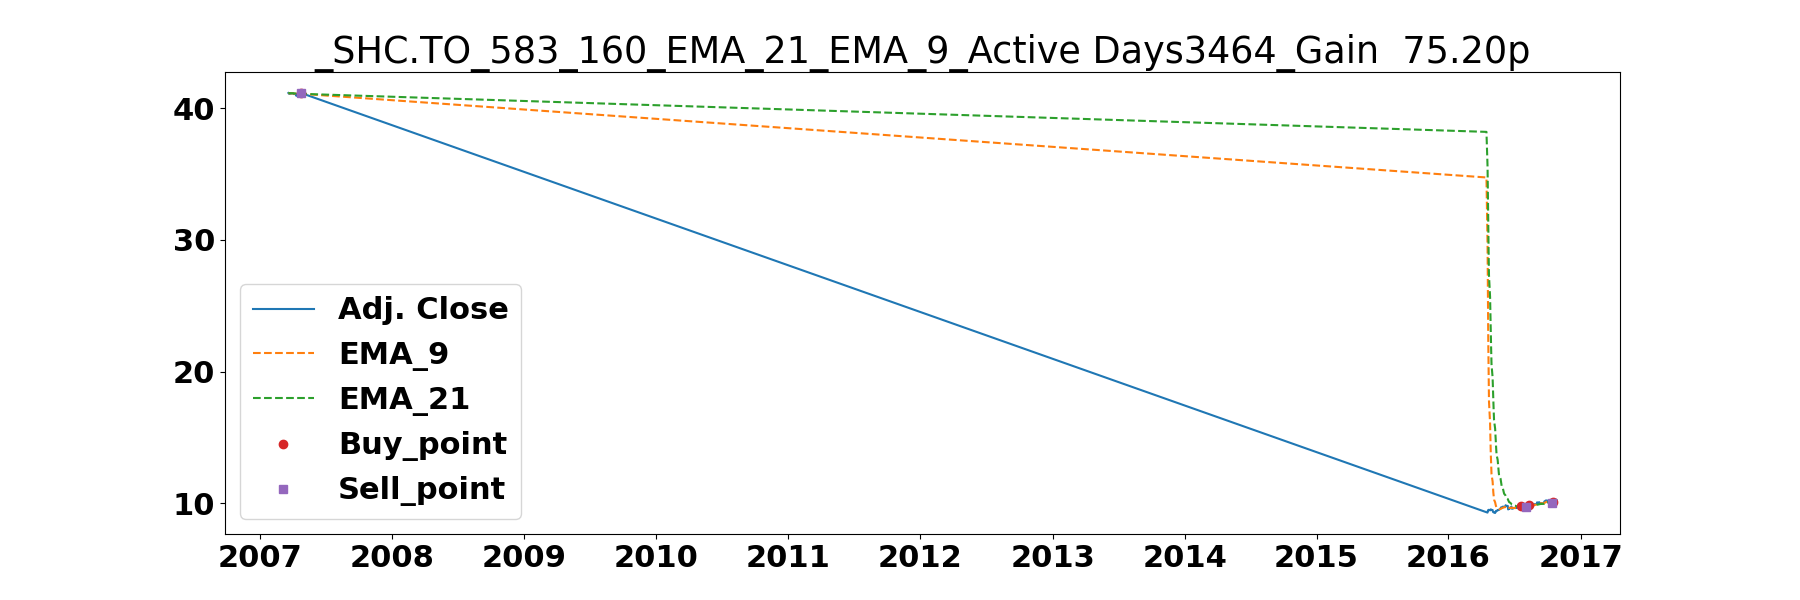 _SHC.TO_583_160_EMA_21_EMA_9_Active Days3464_Gain  75.20p
40
30
20
10
Adj. Close
EMA_9
EMA_21
Buy_point
Sell_point
2007 2008 2009 2010 2011 2012 2013 2014 2015 2016 2017